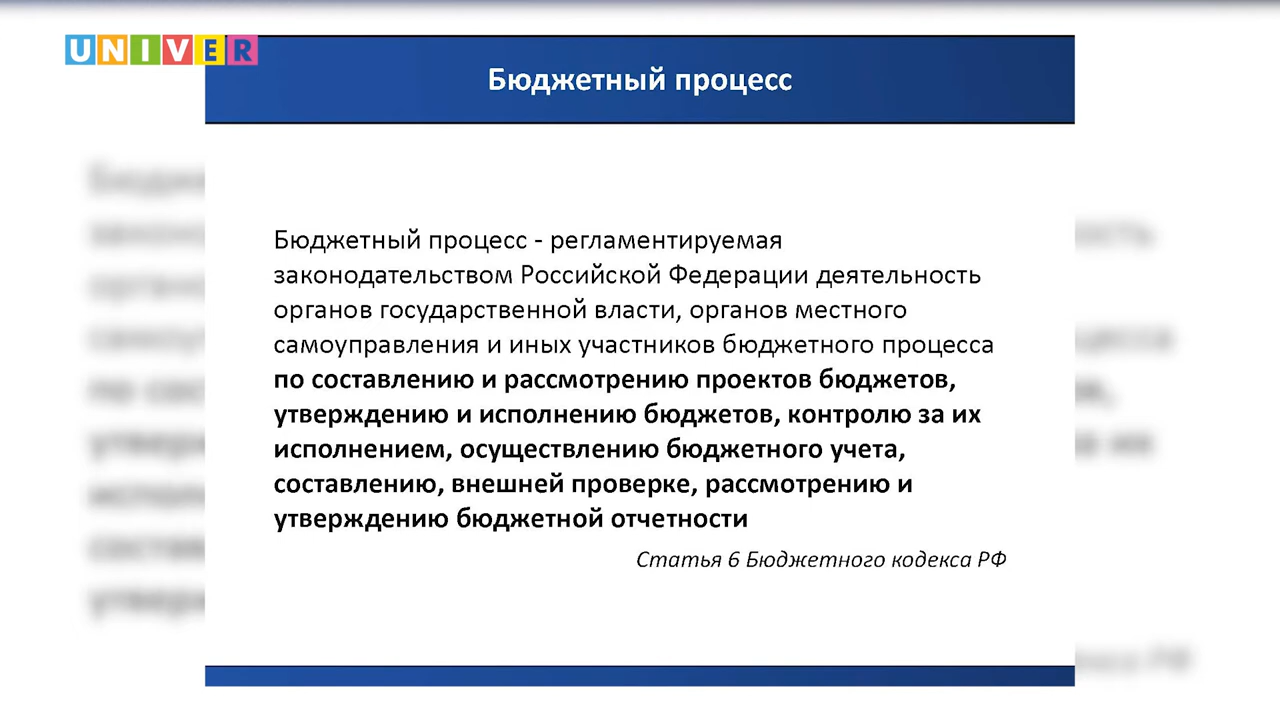 UNIVER
Бюджетный процесс
Бюджетный процесс - регламентируемая
законодательством Российской Федерации деятельность
органов государственной власти, органов местного
самоуправления и иных участников бюджетного процесса
по составлению и рассмотрению проектов бюджетов,
утверждению и исполнению бюджетов, контролю за их
исполнением, осуществлению бюджетного учета,
составлению, внешней проверке, рассмотрению и
утверждению бюджетной отчетности
Статья 6 Бюджетного кодекса РФ